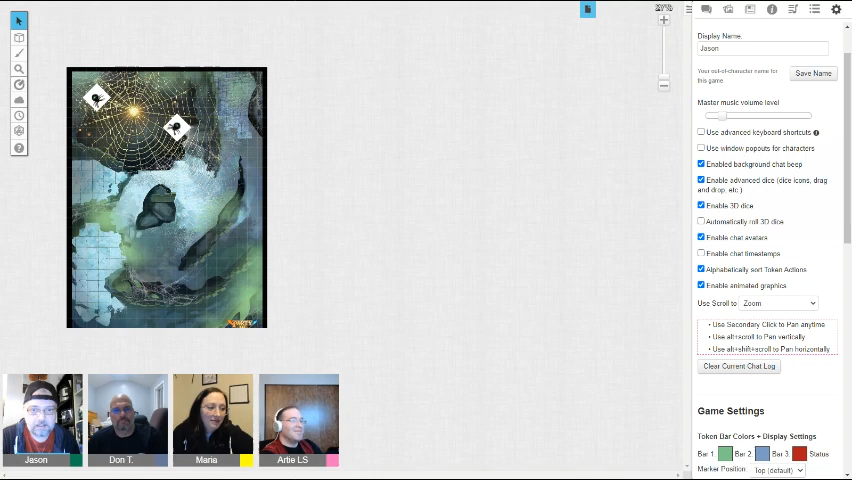 27%
Display Name:
Jason
Your out-of-character name for
this game.
Save Name
Master music volume level
Use advanced keyboard shortcuts
Use window popouts for characters
Enabled background chat beep
Enable advanced dice (dice icons, drag
and drop, etc.)
Enable 3D dice
Automatically roll 3D dice
Enable chat avatars
Enable chat timestamps
Alphabetically sort Token Actions
Enable animated graphics
Use Scroll to Zoom
• Use Secondary Click to Pan anytime
• Use alt+scroll to Pan vertically
• Use alt+shift+scroll to Pan horizontally
Clear Current Chat Log
Game Settings
Token Bar Colors + Display Settings
Bar 1: Bar 2: Bar 3: Status
Marker Position: Top (default)
Jason
Don T.
Maria
Artie LS